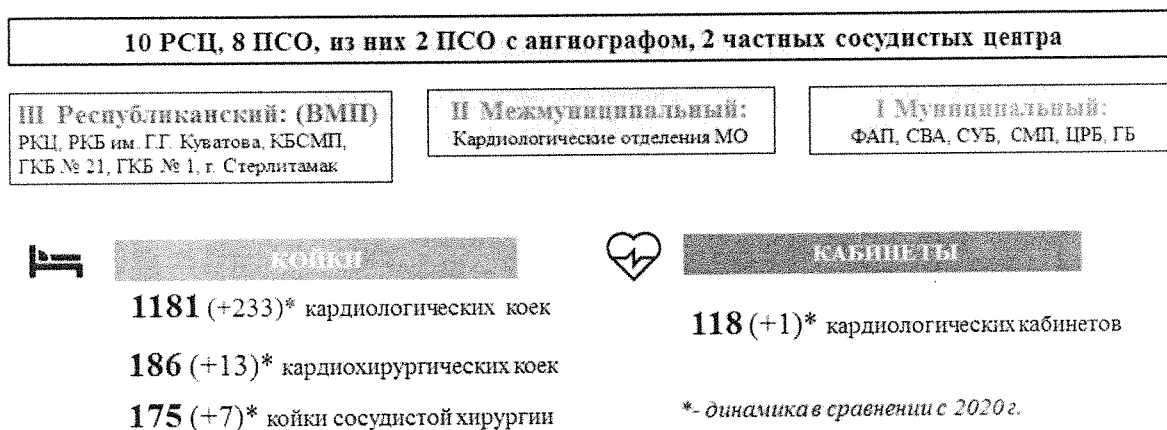 10 РСЦ, 8 ПСО, из них 2 ПСО с ангиографом, 2 частных сосудистых центра
III Республиканский: (ВМП)
РКЦ, РКБ им. Г.Г. Куватова, КБСМП,
ГКБ № 21, ГКБ № 1, г. Стерлитамак
II Межмуниципальный:
Кардиологические отделения МО
I Муниципальный:
ФАП, СВА, СУБ, СМП, ЦРБ, ГБ
КОЙКИ
1181 (+233)* кардиологических коек
186 (+13)* кардиохирургических коек
175 (+7)* койки сосудистой хирургии
КАБИНЕТЫ
118 (+1)* кардиологических кабинетов
*- динамика в сравнении с 2020 г.